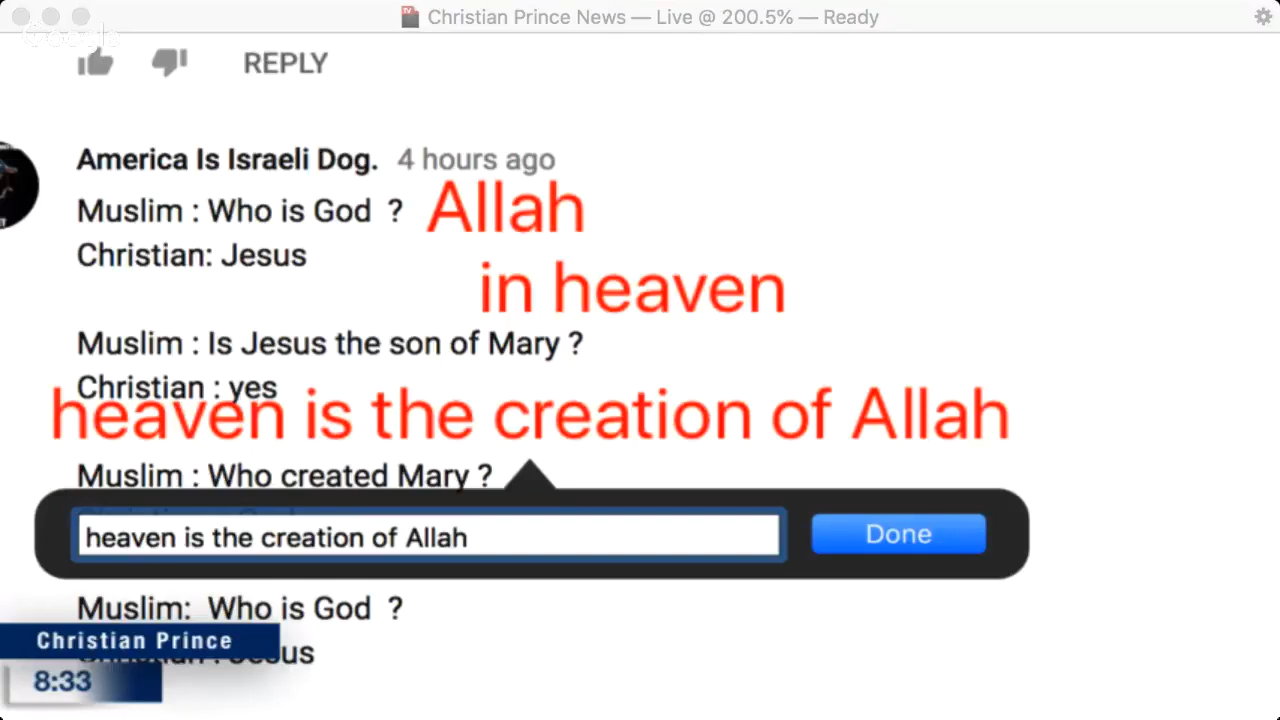 Christian Prince News — Live @ 200.5% — Ready
Google
REPLY
America Is Israeli Dog. 4 hours ago
Muslim : Who is God ? Allah
Christian: Jesus
in heaven
Muslim : Is Jesus the son of Mary ?
Christian : yes
heaven is the creation of Allah
Muslim : Who created Mary ?
heaven is the creation of Allah Done
Muslim: Who is God ?
Christian Prince
Christian : Jesus
8:33